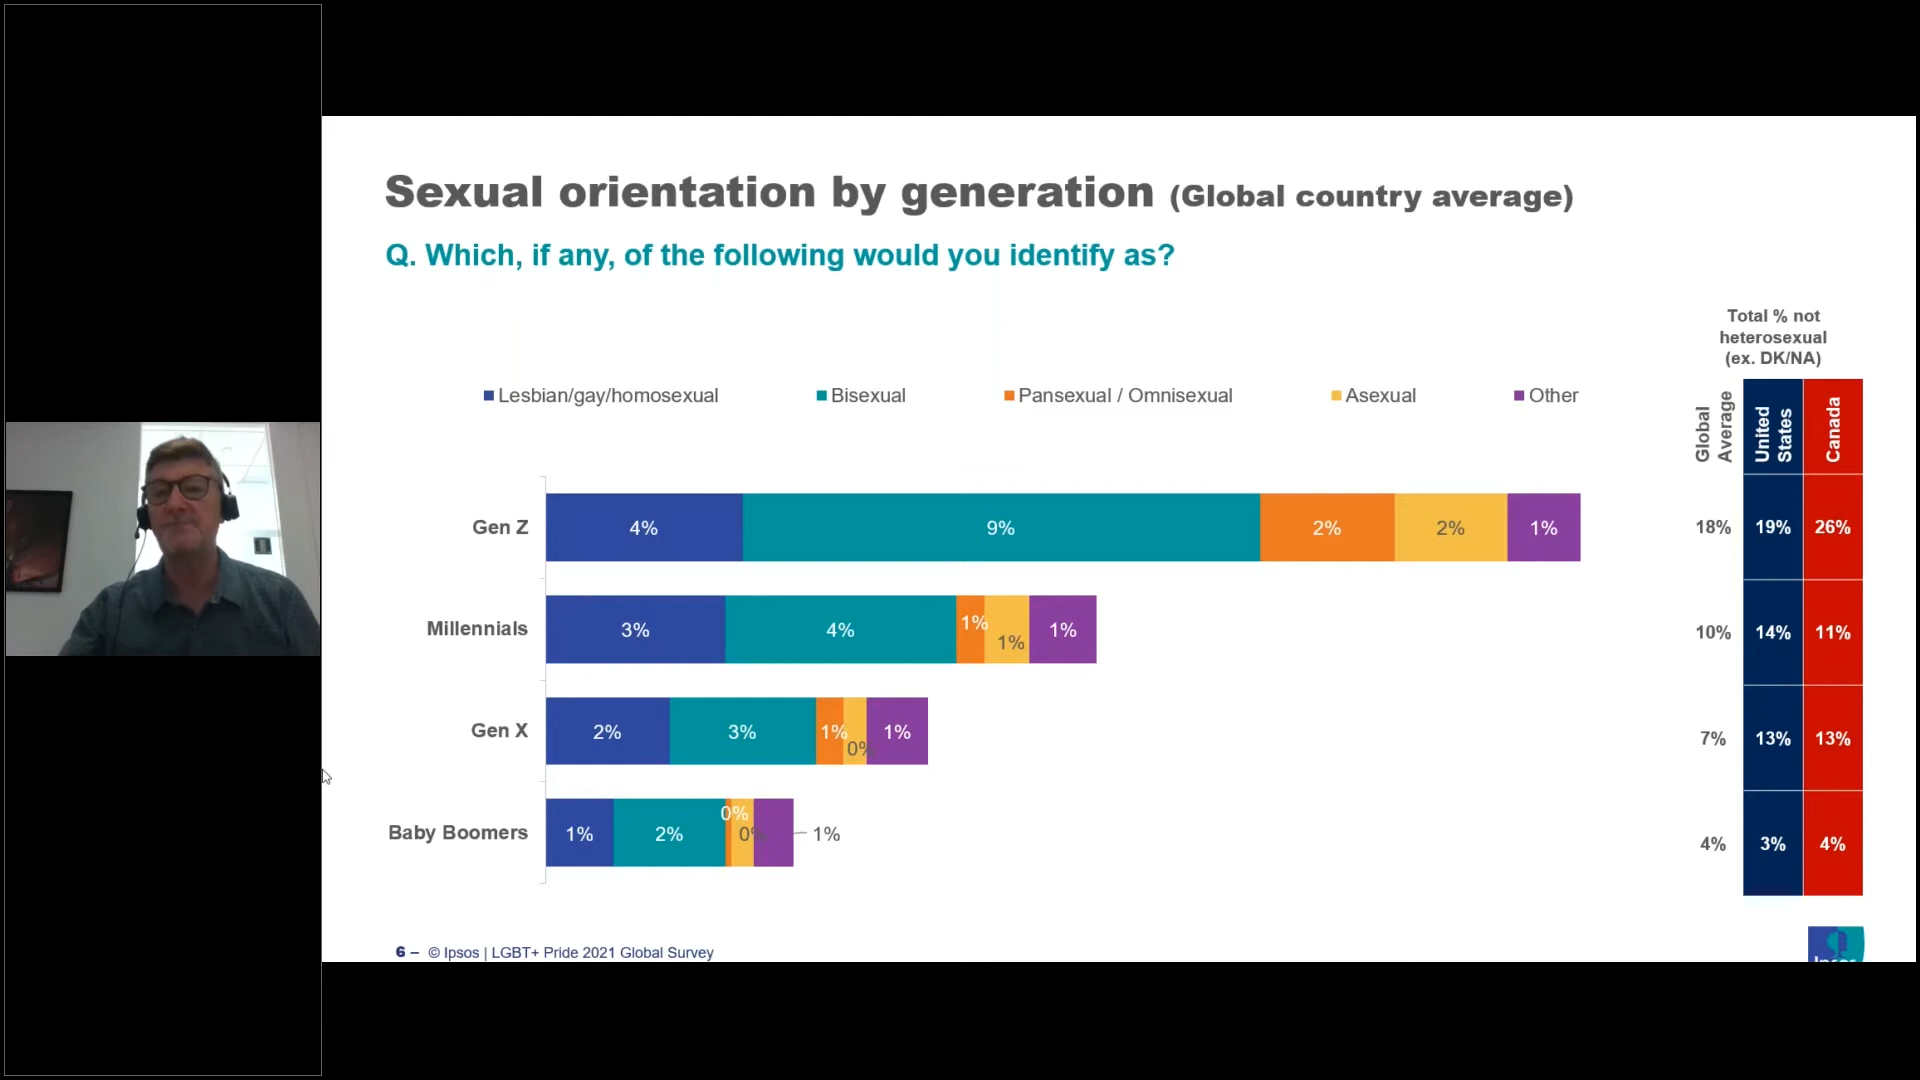 Sexual orientation by generation (Global country average)
Q. Which, if any, of the following would you identify as?
Total % not
heterosexual
(ex. DK/NA)
Lesbian/gay/homosexual Bisexual Pansexual / Omnisexual Asexual Other
Global
Average
United
States
Canada
Gen Z 4% 9% 2% 2% 1% 18% 19% 26%
Millennials 3% 4% 1% 1% 1% 10% 14% 11%
Gen X 2% 3% 1% 0% 1% 7% 13% 13%
Baby Boomers 1% 2% 0% 0% 1% 4% 3% 4%
6 – © Ipsos | LGBT+ Pride 2021 Global Survey